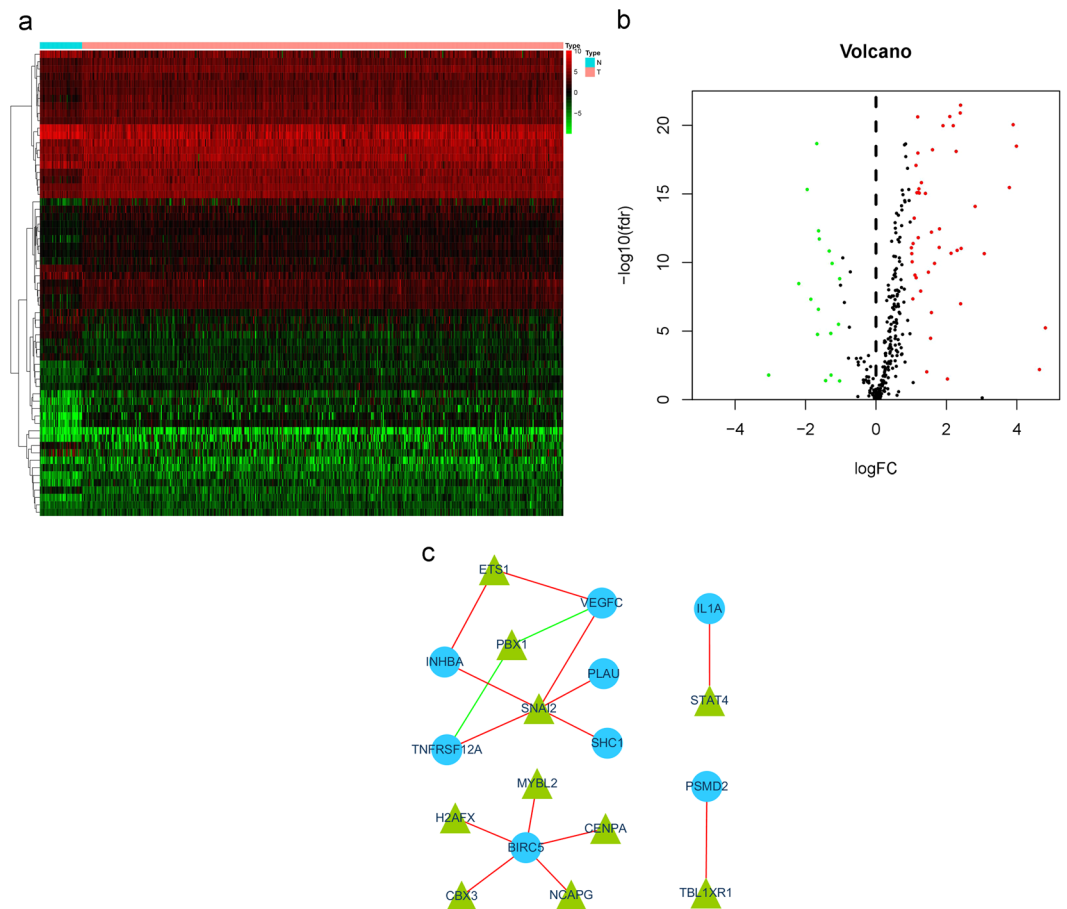 a
Type
N
T
Type
10
5
0
−5
b
Volcano
−log10(fdr)
20
15
10
5
0
−4
−2
0
2
4
logFC
c
ETS1
VEGFC
IL1A
PBX1
INHBA
PLAU
SNAI2
STAT4
TNFRSF12A
SHC1
MYBL2
PSMD2
H2AFX
CENPA
BIRC5
CBX3
NCAPG
TBL1XR1